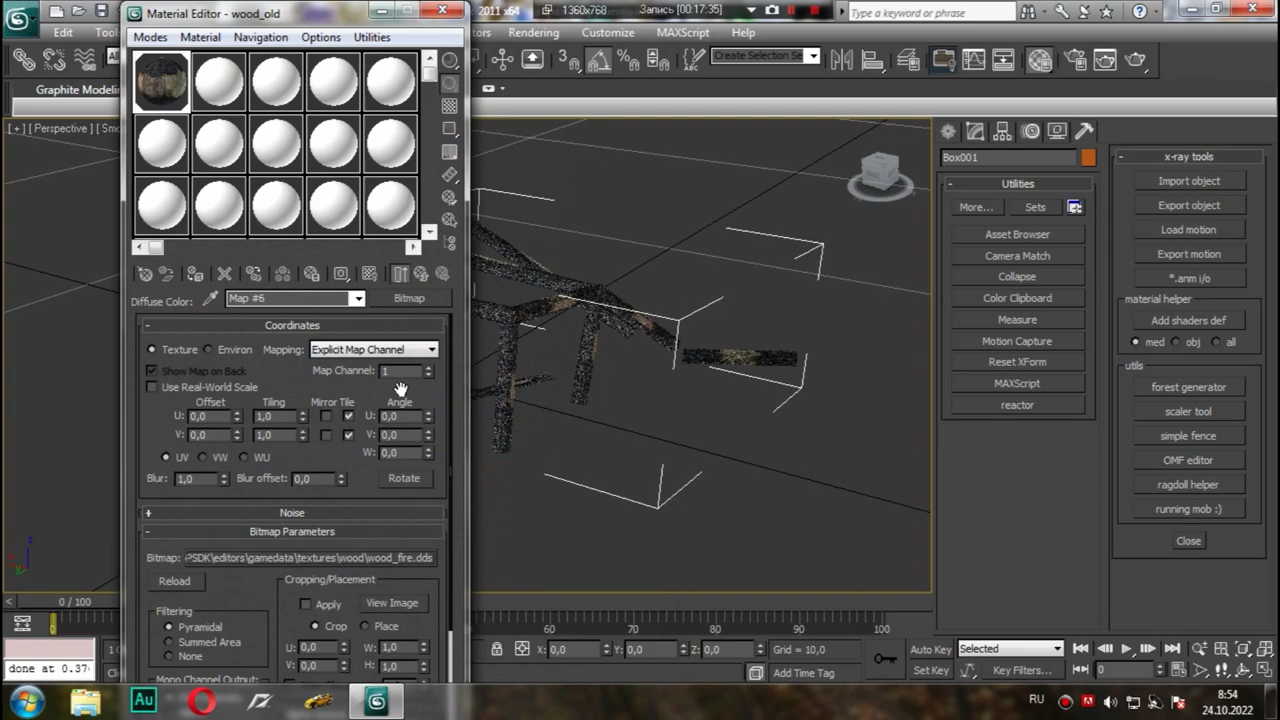 Material Editor - wood_old
2011 x64
1360x768
Запись [00:17:35]
Type a keyword or phrase
Edit
Rendering
Customize
MAXScript
Help
Modes
Material
Navigation
Options
Utilities
Create Selection Se
Graphite Modelin
[ + ] [ Perspective ] [ Smo
Box001
x-ray tools
Utilities
Import object
More...
Sets
Export object
Asset Browser
Load motion
Camera Match
Export motion
Collapse
*.anm i/o
Color Clipboard
material helper
Measure
Add shaders def
Motion Capture
med
obj
all
Reset XForm
utils
MAXScript
forest generator
reactor
scaler tool
simple fence
OMF editor
ragdoll helper
running mob :)
Close
Diffuse Color:
Map #6
Bitmap
Coordinates
Texture
Environ
Mapping:
Explicit Map Channel
Show Map on Back
Map Channel:
1
Use Real-World Scale
Offset
Tiling
Mirror Tile
Angle
U:
0,0
1,0
U:
0,0
V:
0,0
1,0
V:
0,0
W:
0,0
UV
VW
WU
Blur:
1,0
Blur offset:
0,0
Rotate
Noise
Bitmap Parameters
Bitmap:
PSDK\editors\gamedata\textures\wood\wood_fire.dds
Reload
Cropping/Placement
Apply
View Image
Filtering
Pyramidal
Crop
Place
Summed Area
U:
0,0
W:
1,0
None
V:
0,0
H:
1,0
Mono Channel Output:
0 / 100
60
70
80
90
100
X:
0,0
Y:
0,0
Z:
0,0
Grid = 10,0
Auto Key
Selected
done at 0.37
Add Time Tag
Set Key
Key Filters...
0
Au
RU
8:54
24.10.2022